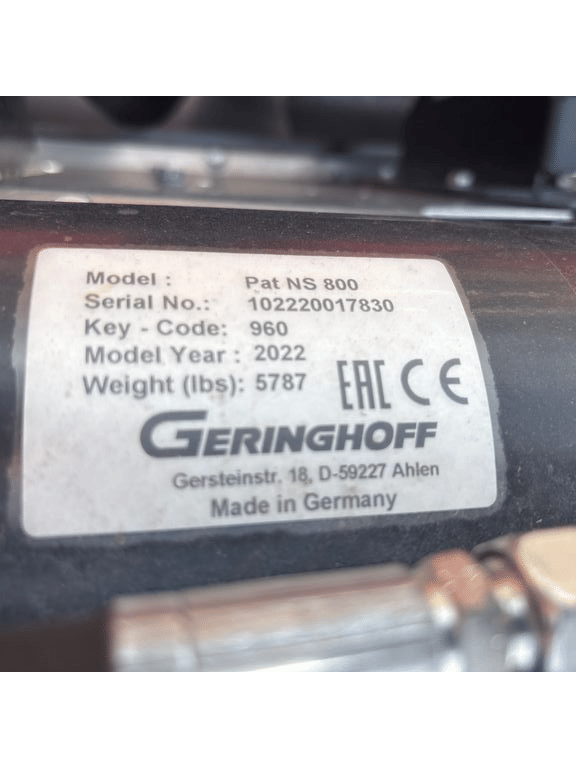 Model : Pat NS 800
Serial No.: 102220017830
Key - Code: 960
Model Year : 2022
Weight (lbs): 5787
EAC CE
GERINGHOFF
Gersteinstr. 18, D-59227 Ahlen
Made in Germany